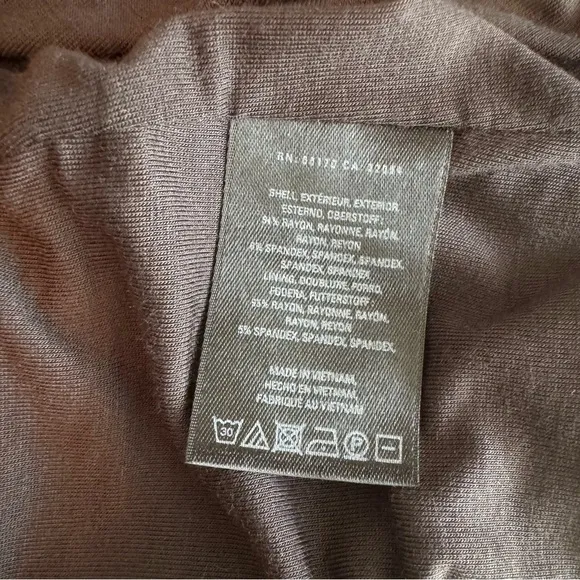 RN: 88170 CA: 32084
SHELL, EXTÉRIEUR, EXTERIOR,
ESTERNO, OBERSTOFF:
94% RAYON, RAYONNE, RAYÓN,
RAYON, REYON
6% SPANDEX, SPANDEX, SPANDEX,
SPANDEX, SPANDEX
LINING, DOUBLURE, FORRO,
FODERA, FUTTERSTOFF:
95% RAYON, RAYONNE, RAYÓN,
RAYON, REYON
5% SPANDEX, SPANDEX, SPANDEX,
MADE IN VIETNAM,
HECHO EN VIETNAM,
FABRIQUE AU VIETNAM
30 P